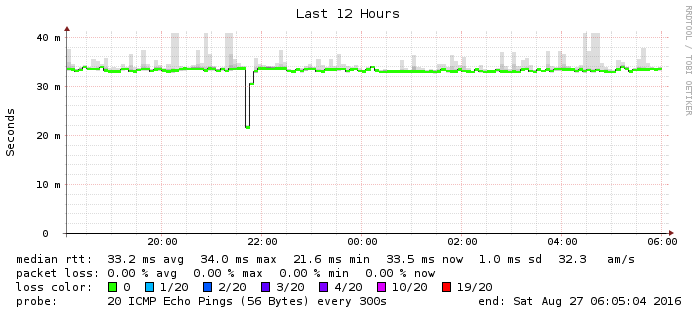 Last 12 Hours
RRDTOOL / TOBI OETIKER
Seconds
40 m
30 m
20 m
10 m
0
20:00 22:00 00:00 02:00 04:00 06:00
median rtt: 33.2 ms avg 34.0 ms max 21.6 ms min 33.5 ms now 1.0 ms sd 32.3 am/s
packet loss: 0.00 % avg 0.00 % max 0.00 % min 0.00 % now
loss color: 0 1/20 2/20 3/20 4/20 10/20 19/20
probe: 20 ICMP Echo Pings (56 Bytes) every 300s end: Sat Aug 27 06:05:04 2016